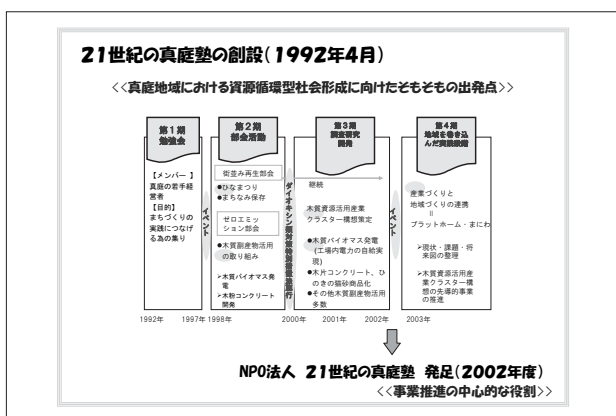 21世紀の真庭塾の創設(1992年4月)
<<真庭地域における資源循環型社会形成に向けたそもそもの出発点>>
第1期
勉強会
【メンバー】
真庭の若手経
営者
【目的】
まちづくりの
実践につなげ
る為の集り
イベント
第2期
部会活動
街並み再生部会
●ひなまつり
●まちなみ保存
ゼロエミッ
ション部会
●木質副産物活用
の取り組み
➢木質バイオマス発
電
➢木粉コンクリート
開発
ダイオキシン類対策特別措置法施行
第3期
調査研究
開発
継続
木質資源活用産業
クラスター構想策定
●木質バイオマス発電
(工場内電力の自給実
現)
●木片コンクリート、ひ
のきの猫砂商品化
●その他木質副産物活用
多数
イベント
第4期
地域を巻き込
んだ実践段階
産業づくりと
地域づくりの連携
||
プラットホーム・まにわ
➢現状・課題・将
来図の整理
➢木質資源活用産
業クラスター構
想の先導的事業
の推進
1992年 1997年 1998年 2000年 2001年 2002年 2003年
NPO法人 21世紀の真庭塾 発足(2002年度)
<<事業推進の中心的な役割>>